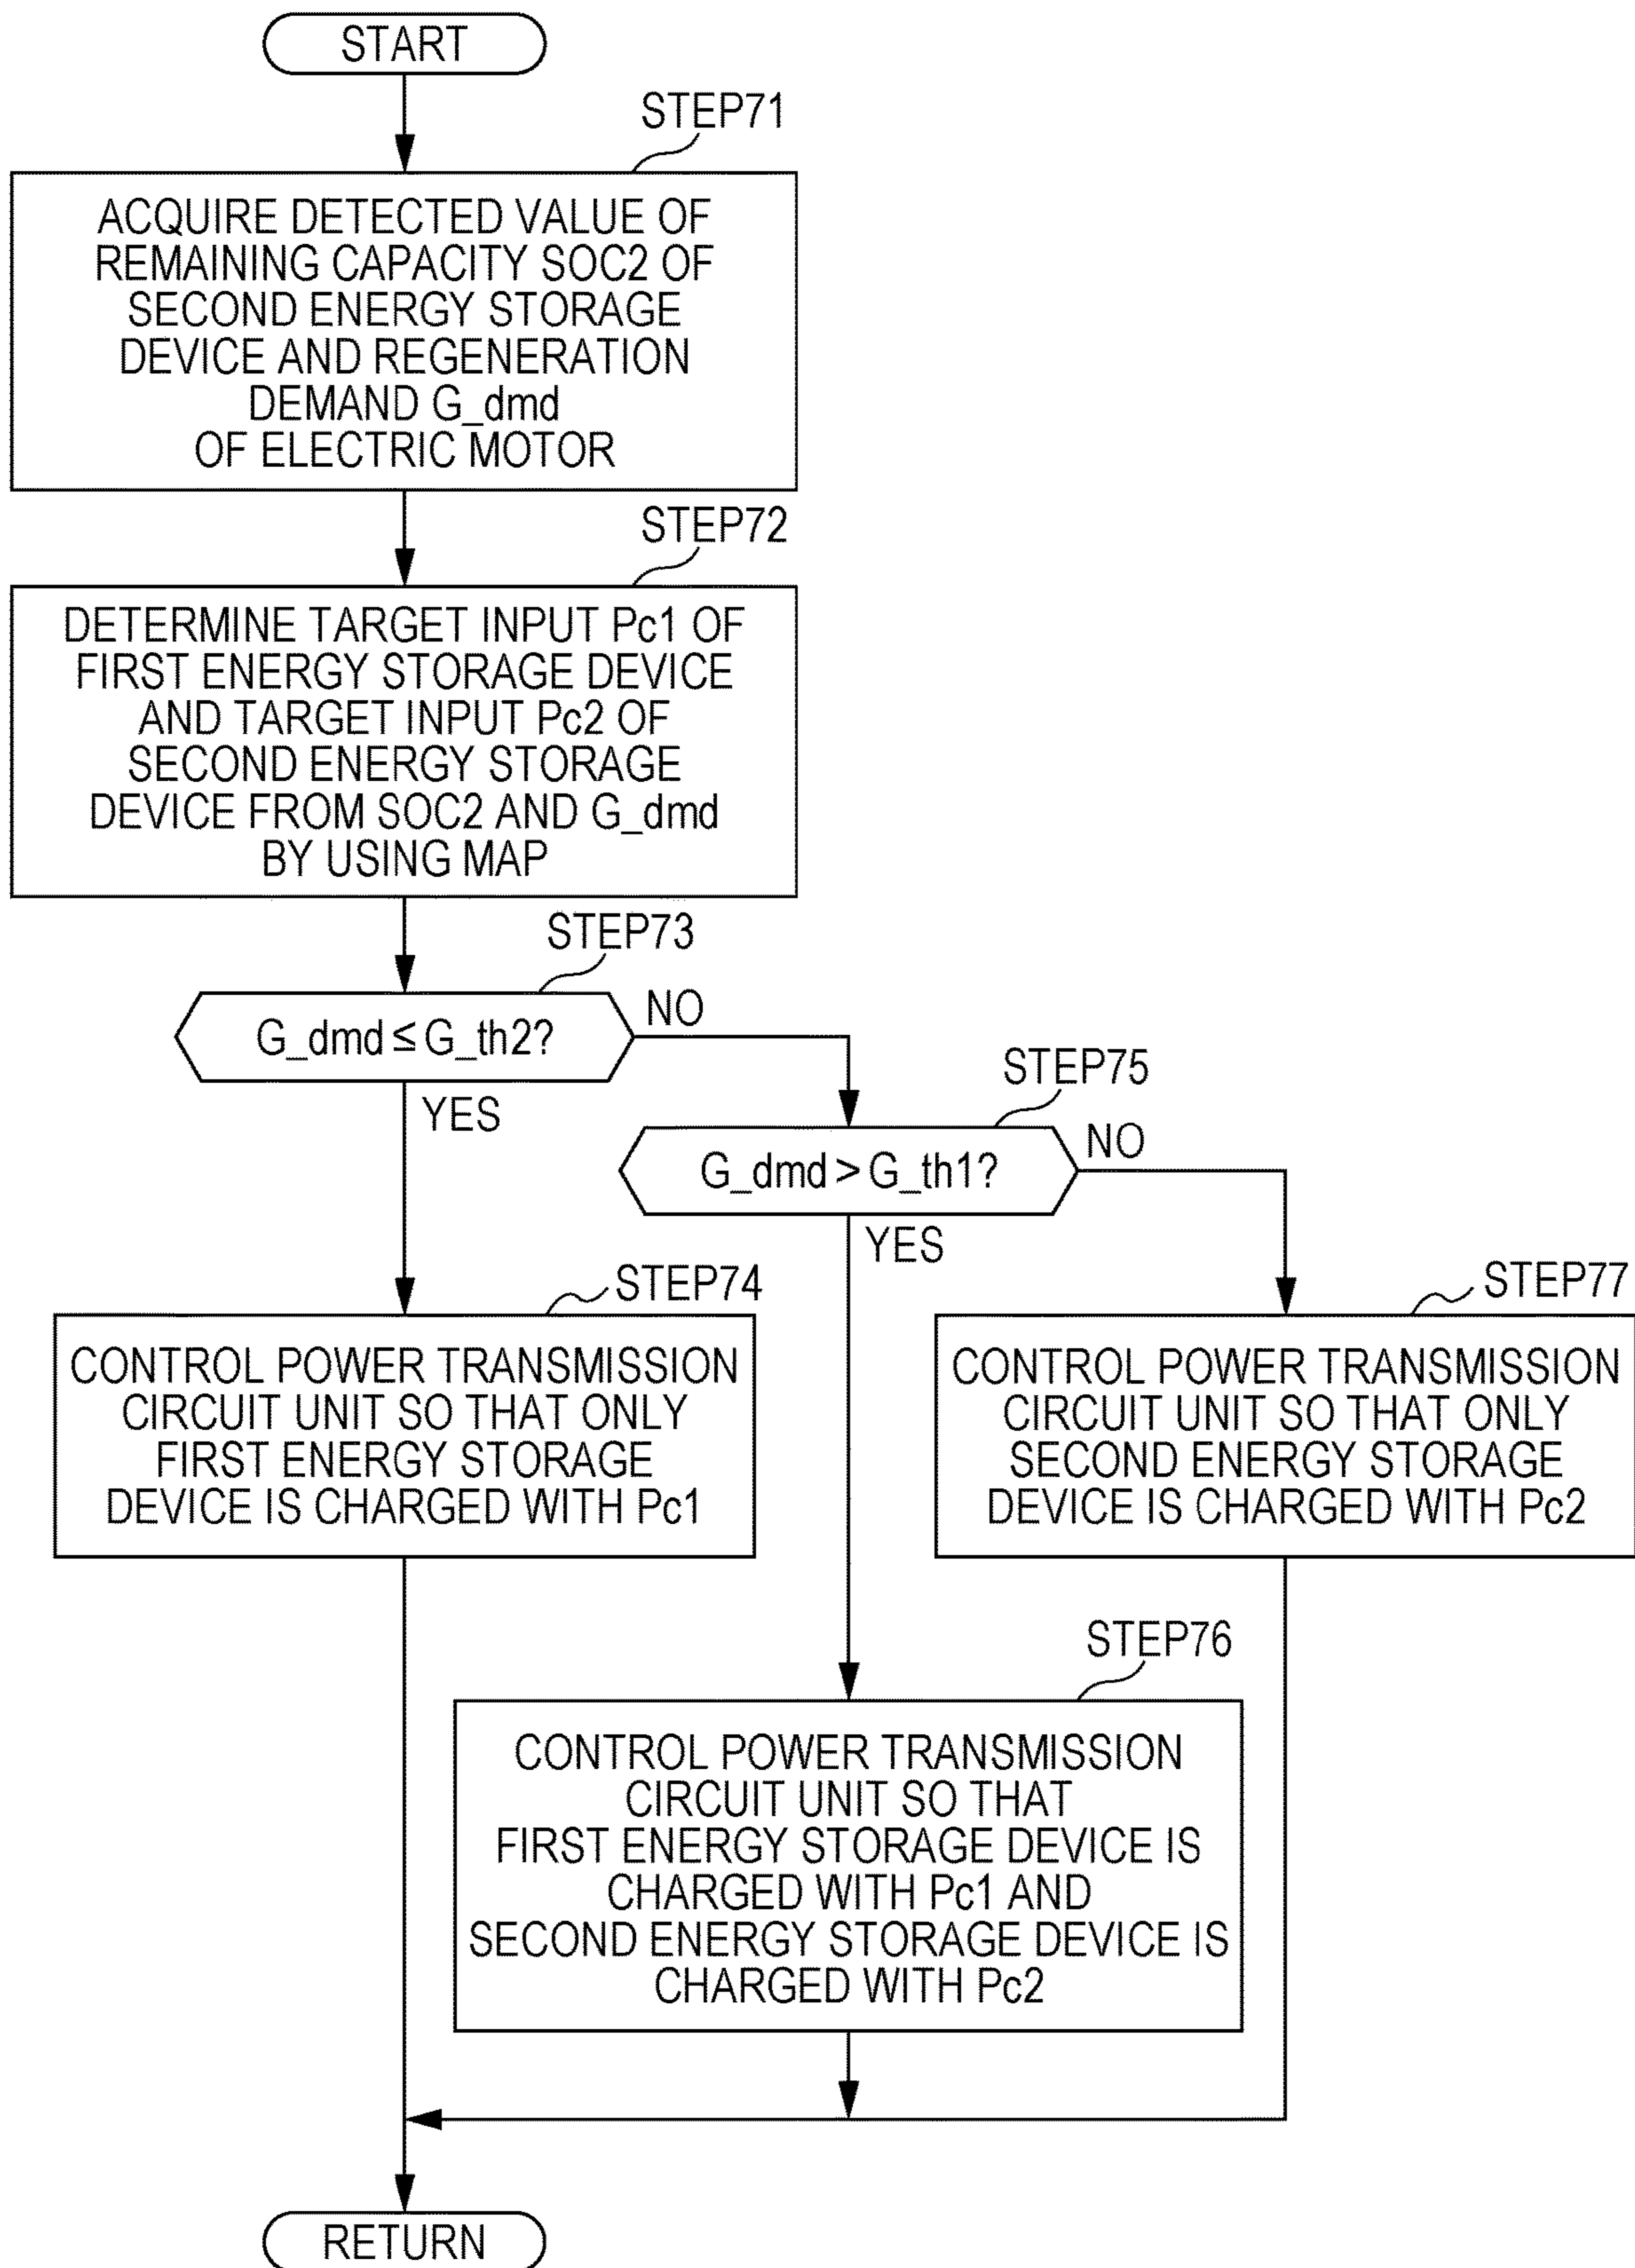 START
STEP71
ACQUIRE DETECTED VALUE OF
REMAINING CAPACITY SOC2 OF
SECOND ENERGY STORAGE
DEVICE AND REGENERATION
DEMAND G_dmd
OF ELECTRIC MOTOR
STEP72
DETERMINE TARGET INPUT Pc1 OF
FIRST ENERGY STORAGE DEVICE
AND TARGET INPUT Pc2 OF
SECOND ENERGY STORAGE
DEVICE FROM SOC2 AND G_dmd
BY USING MAP
STEP73
G_dmd ≤ G_th2?
NO
YES
STEP75
G_dmd > G_th1?
NO
YES
STEP74
CONTROL POWER TRANSMISSION
CIRCUIT UNIT SO THAT ONLY
FIRST ENERGY STORAGE
DEVICE IS CHARGED WITH Pc1
STEP77
CONTROL POWER TRANSMISSION
CIRCUIT UNIT SO THAT ONLY
SECOND ENERGY STORAGE
DEVICE IS CHARGED WITH Pc2
STEP76
CONTROL POWER TRANSMISSION
CIRCUIT UNIT SO THAT
FIRST ENERGY STORAGE DEVICE IS
CHARGED WITH Pc1 AND
SECOND ENERGY STORAGE DEVICE IS
CHARGED WITH Pc2
RETURN